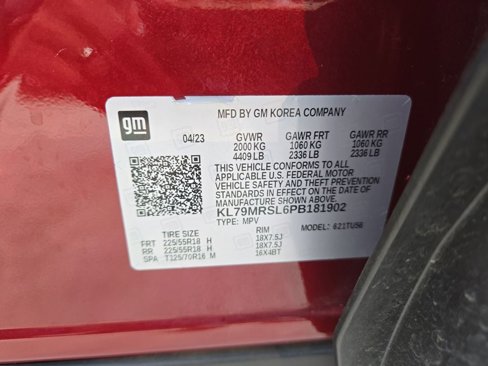 MFD BY GM KOREA COMPANY
gm
04/23 GVWR GAWR FRT GAWR RR
2000 KG 1060 KG 1060 KG
4409 LB 2336 LB 2336 LB
THIS VEHICLE CONFORMS TO ALL
APPLICABLE U.S. FEDERAL MOTOR
VEHICLE SAFETY AND THEFT PREVENTION
STANDARDS IN EFFECT ON THE DATE OF
MANUFACTURE SHOWN ABOVE.
KL79MRSL6PB181902
TYPE: MPV MODEL: 621TU56
TIRE SIZE RIM
FRT 225/55R18 H 18X7.5J
RR 225/55R18 H 18X7.5J
SPA T125/70R16 M 16X4BT